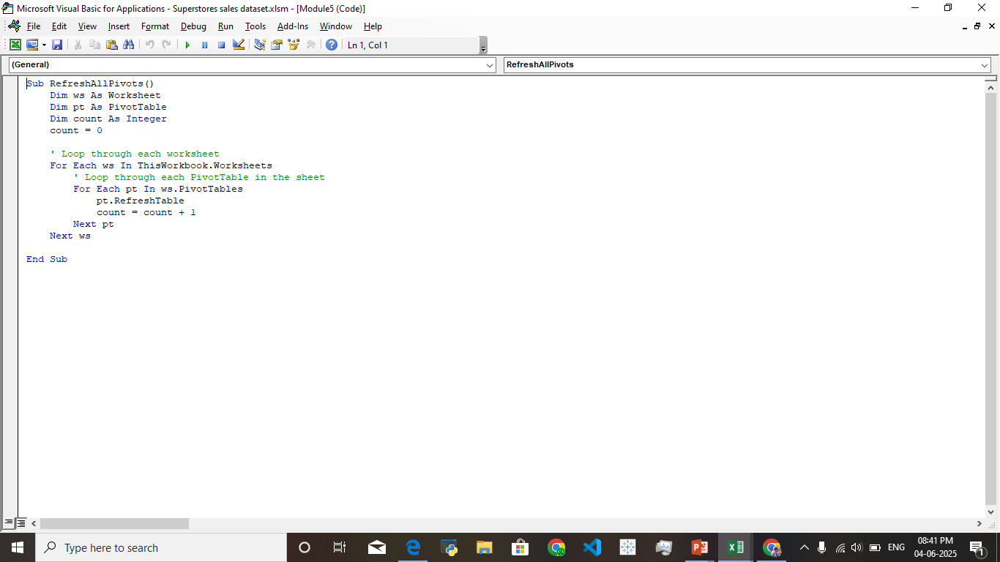 Microsoft Visual Basic for Applications - Superstores sales dataset.xlsm - [Module5 (Code)]
File Edit View Insert Format Debug Run Tools Add-Ins Window Help
Ln 1, Col 1
(General) RefreshAllPivots
Sub RefreshAllPivots()
    Dim ws As Worksheet
    Dim pt As PivotTable
    Dim count As Integer
    count = 0
    ' Loop through each worksheet
    For Each ws In ThisWorkbook.Worksheets
        ' Loop through each PivotTable in the sheet
        For Each pt In ws.PivotTables
            pt.RefreshTable
            count = count + 1
        Next pt
    Next ws
End Sub
Type here to search
ENG
08:41 PM
04-06-2025
1